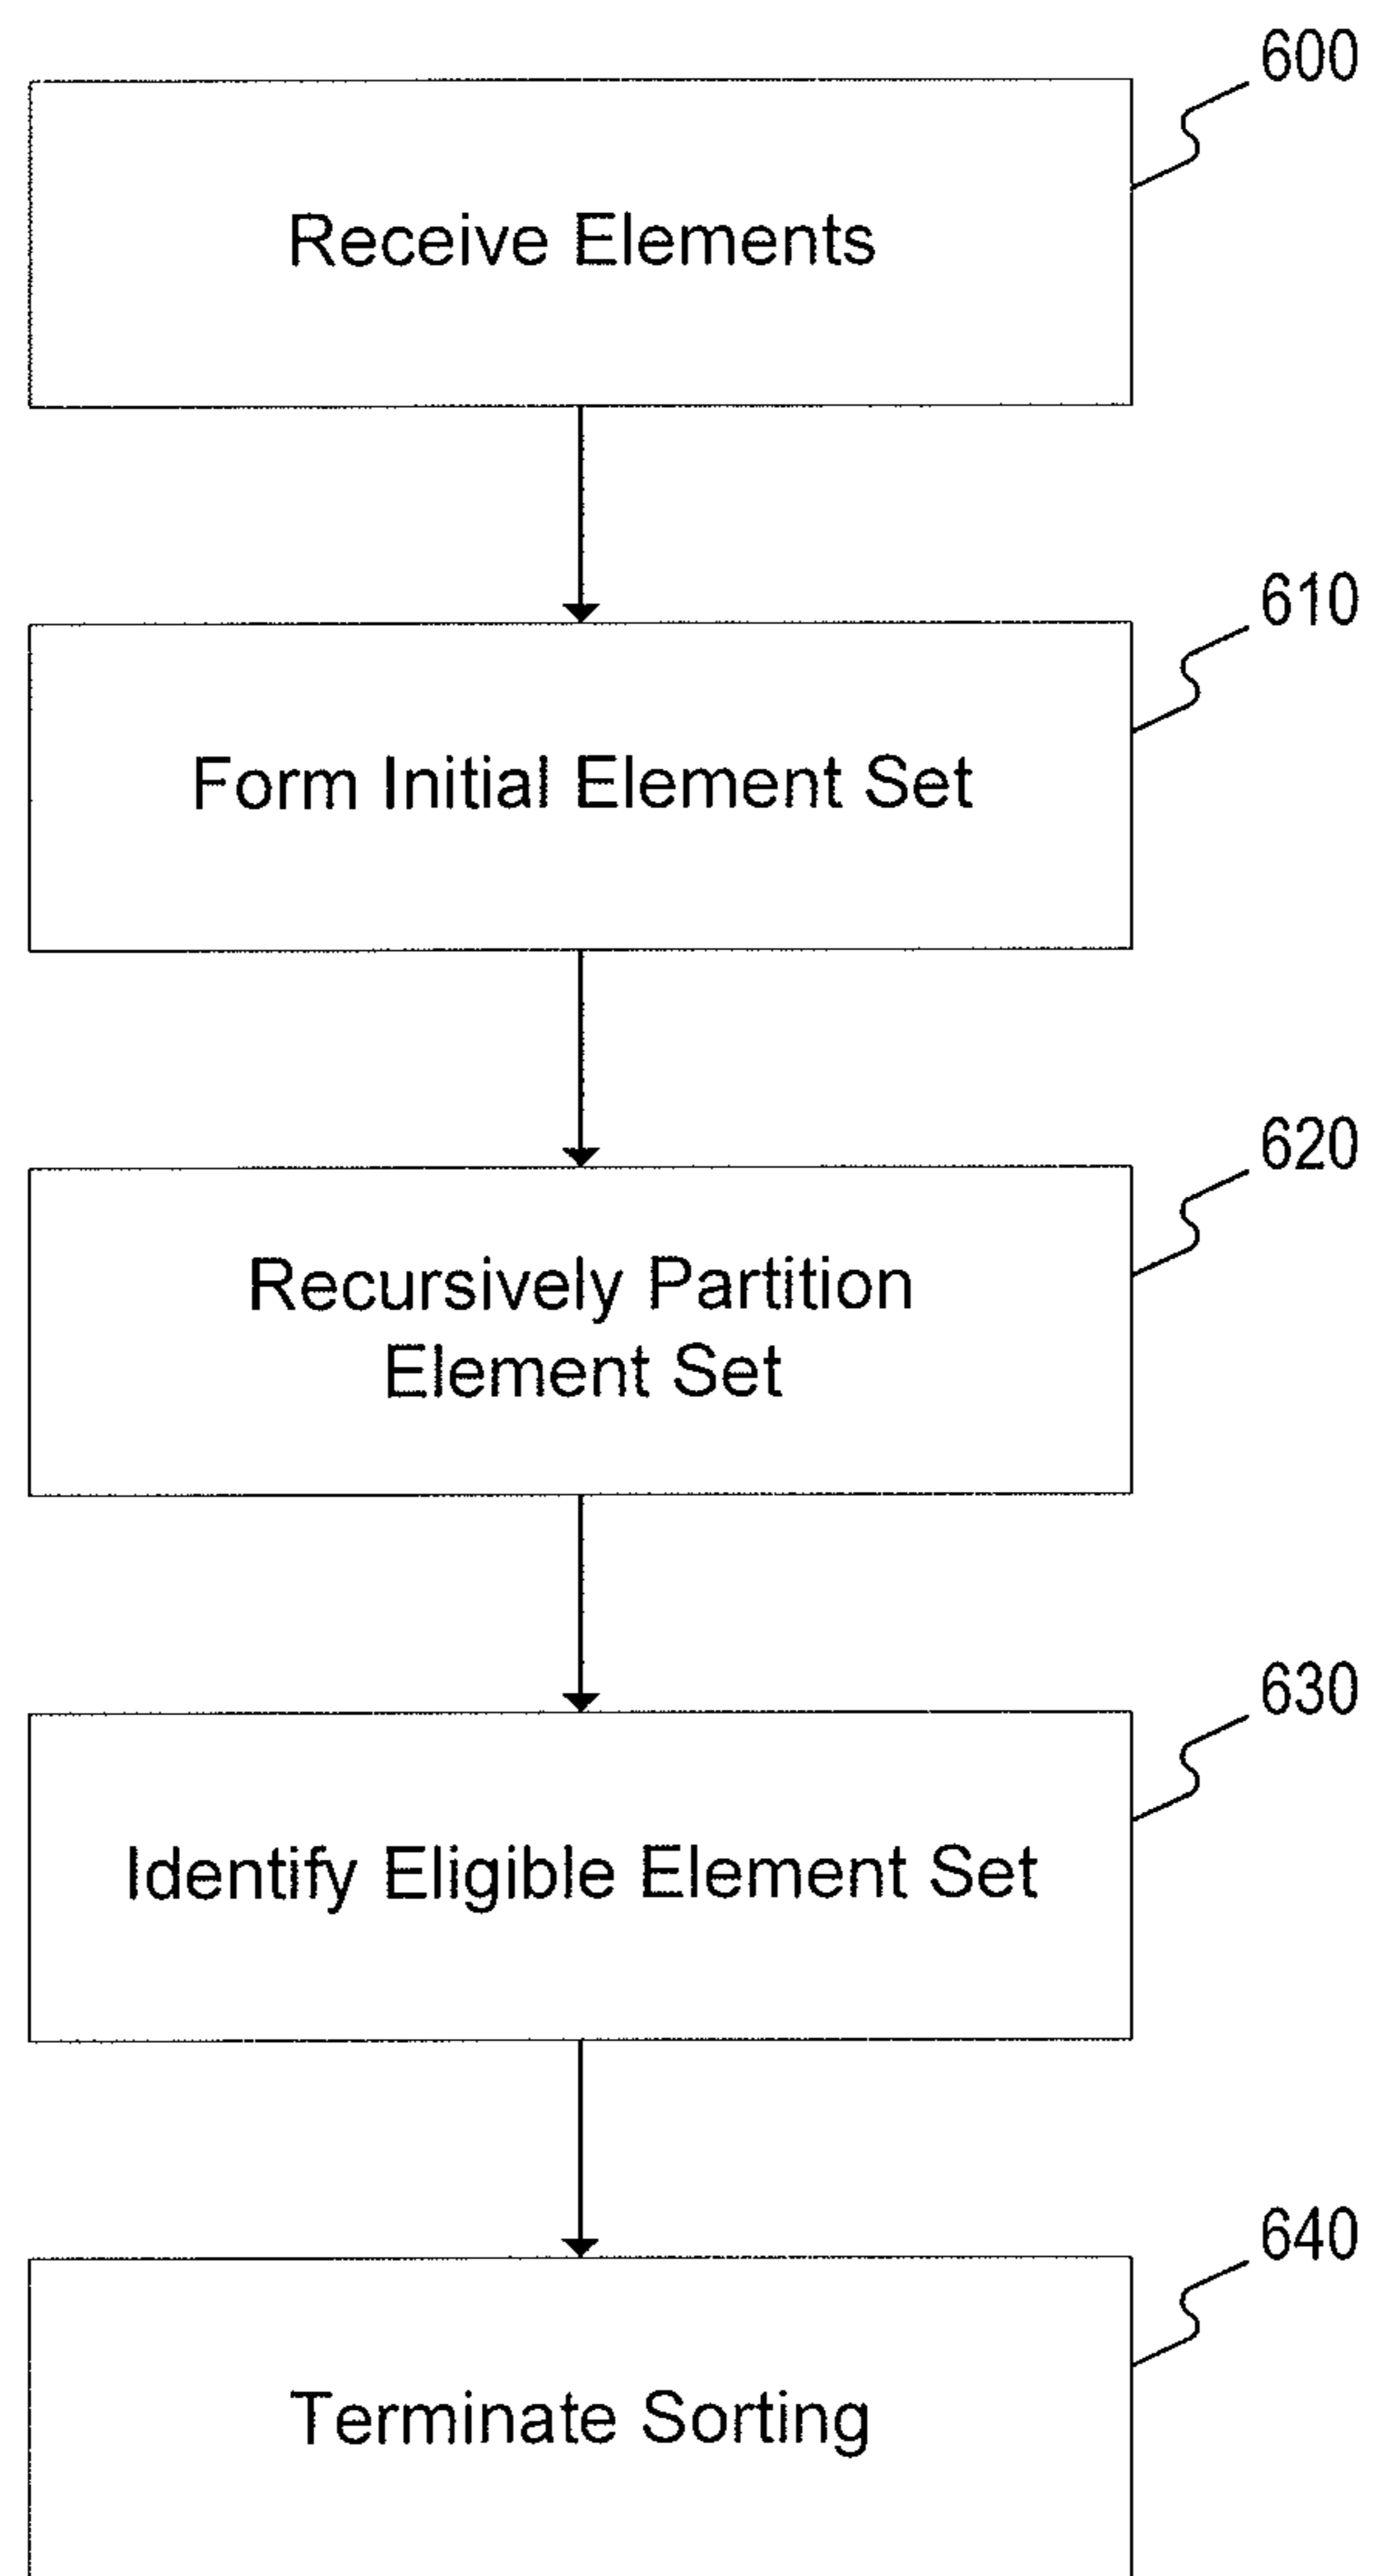 600
Receive Elements
610
Form Initial Element Set
620
Recursively Partition
Element Set
630
Identify Eligible Element Set
640
Terminate Sorting